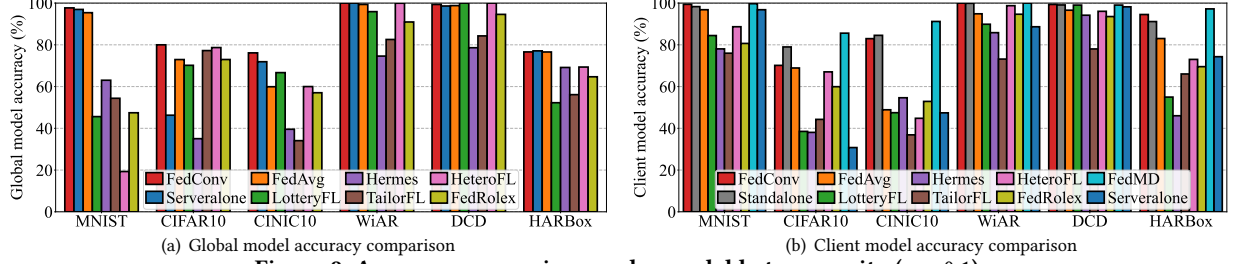 Global model accuracy (%)
100
80
60
40
20
0
FedConv FedAvg Hermes HeteroFL
Serveralone LotteryFL TailorFL FedRolex
MNIST CIFAR10 CINIC10 WiAR DCD HARBox
(a) Global model accuracy comparison
Client model accuracy (%)
100
80
60
40
20
0
FedConv FedAvg Hermes HeteroFL FedMD
Standalone LotteryFL TailorFL FedRolex Serveralone
MNIST CIFAR10 CINIC10 WiAR DCD HARBox
(b) Client model accuracy comparison